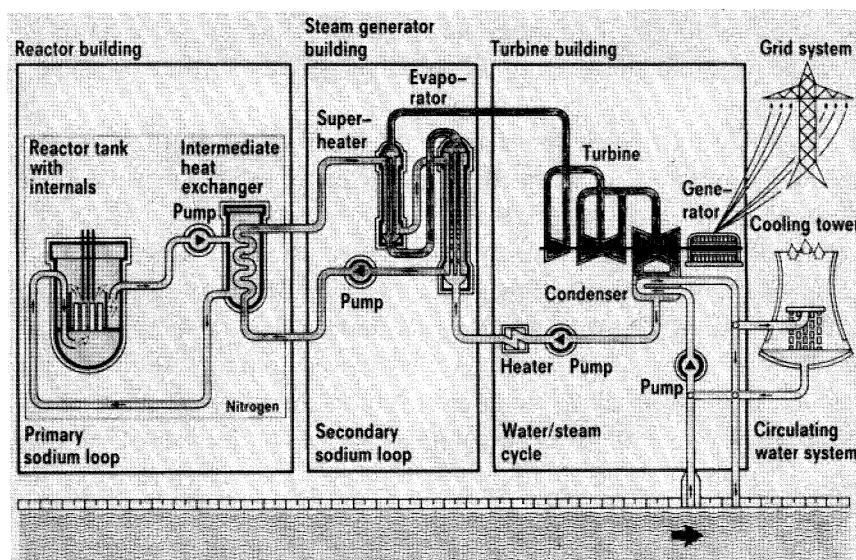 Reactor building
Steam generator
building
Turbine building
Grid system
Reactor tank
with
internals
Intermediate
heat
exchanger
Pump
Nitrogen
Primary
sodium loop
Super-
heater
Evapo-
rator
Pump
Secondary
sodium loop
Turbine
Gene-
rator
Condenser
Heater
Pump
Pump
Water/steam
cycle
Cooling tower
Circulating
water system